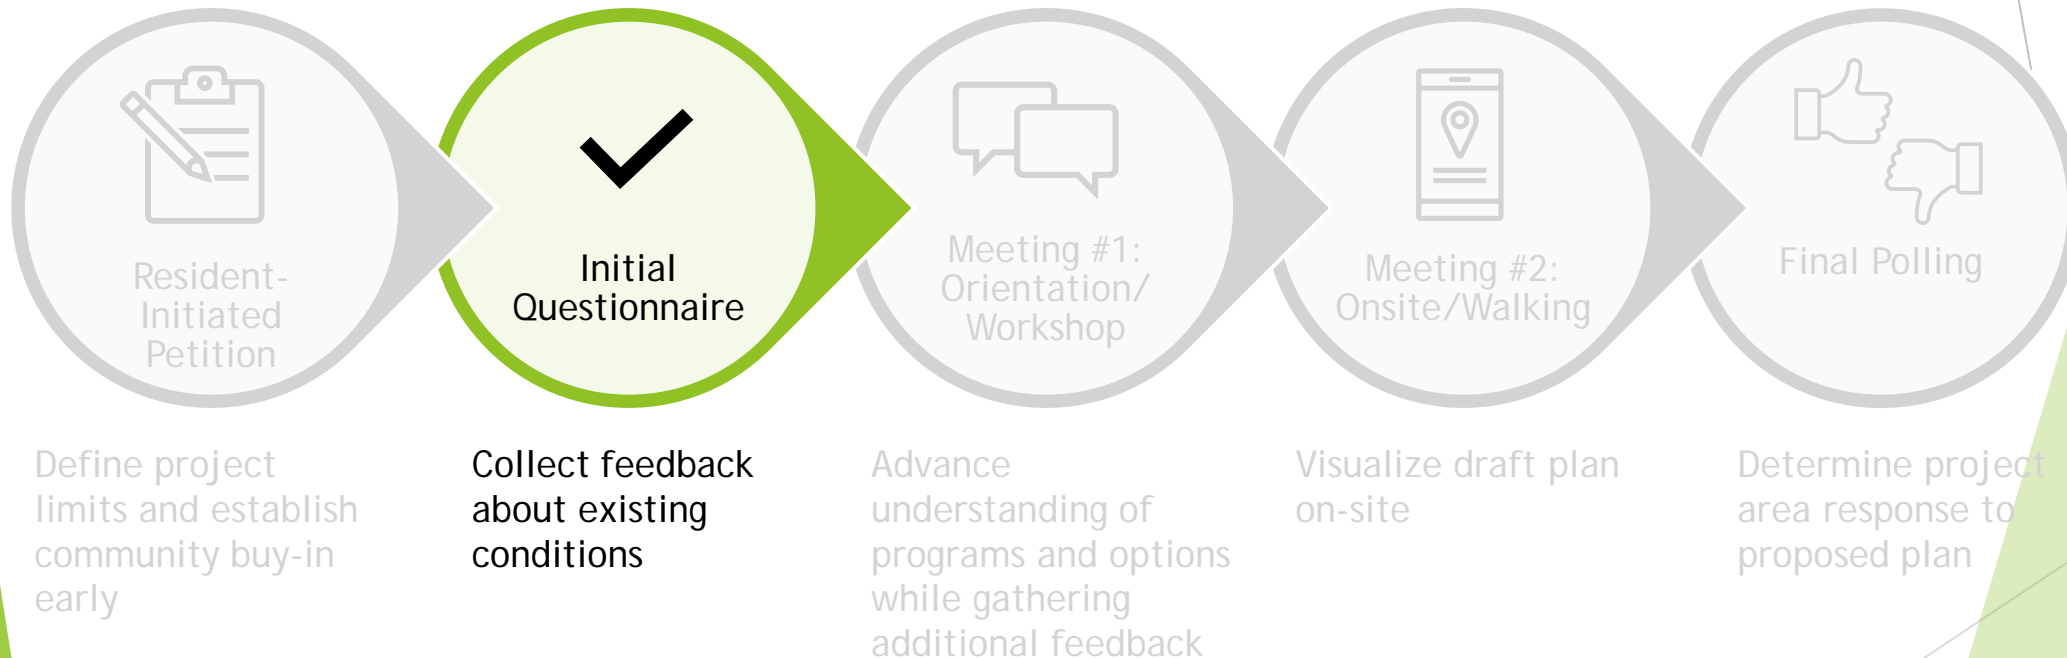 Resident-
Initiated
Petition
Initial
Questionnaire
Meeting #1:
Orientation/
Workshop
Meeting #2:
Onsite/Walking
Final Polling
Define project
limits and establish
community buy-in
early
Collect feedback
about existing
conditions
Advance
understanding of
programs and options
while gathering
additional feedback
Visualize draft plan
on-site
Determine project
area response to
proposed plan